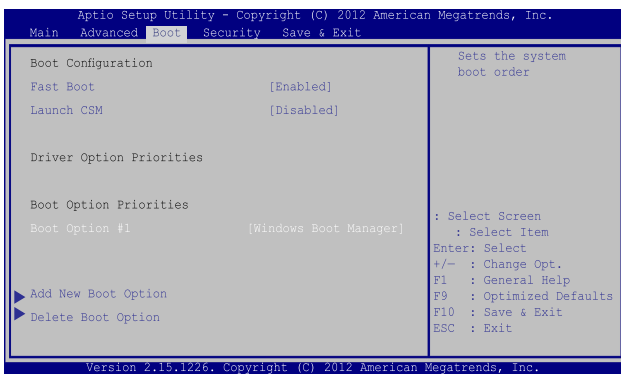 Aptio Setup Utility - Copyright (C) 2012 American Megatrends, Inc.
Main Advanced Boot Security Save & Exit
Boot Configuration
Fast Boot [Enabled]
Launch CSM [Disabled]
Driver Option Priorities
Boot Option Priorities
Boot Option #1 [Windows Boot Manager]
Add New Boot Option
Delete Boot Option
Sets the system
boot order
: Select Screen
: Select Item
Enter: Select
+/— : Change Opt.
F1 : General Help
F9 : Optimized Defaults
F10 : Save & Exit
ESC : Exit
Version 2.15.1226. Copyright (C) 2012 American Megatrends, Inc.